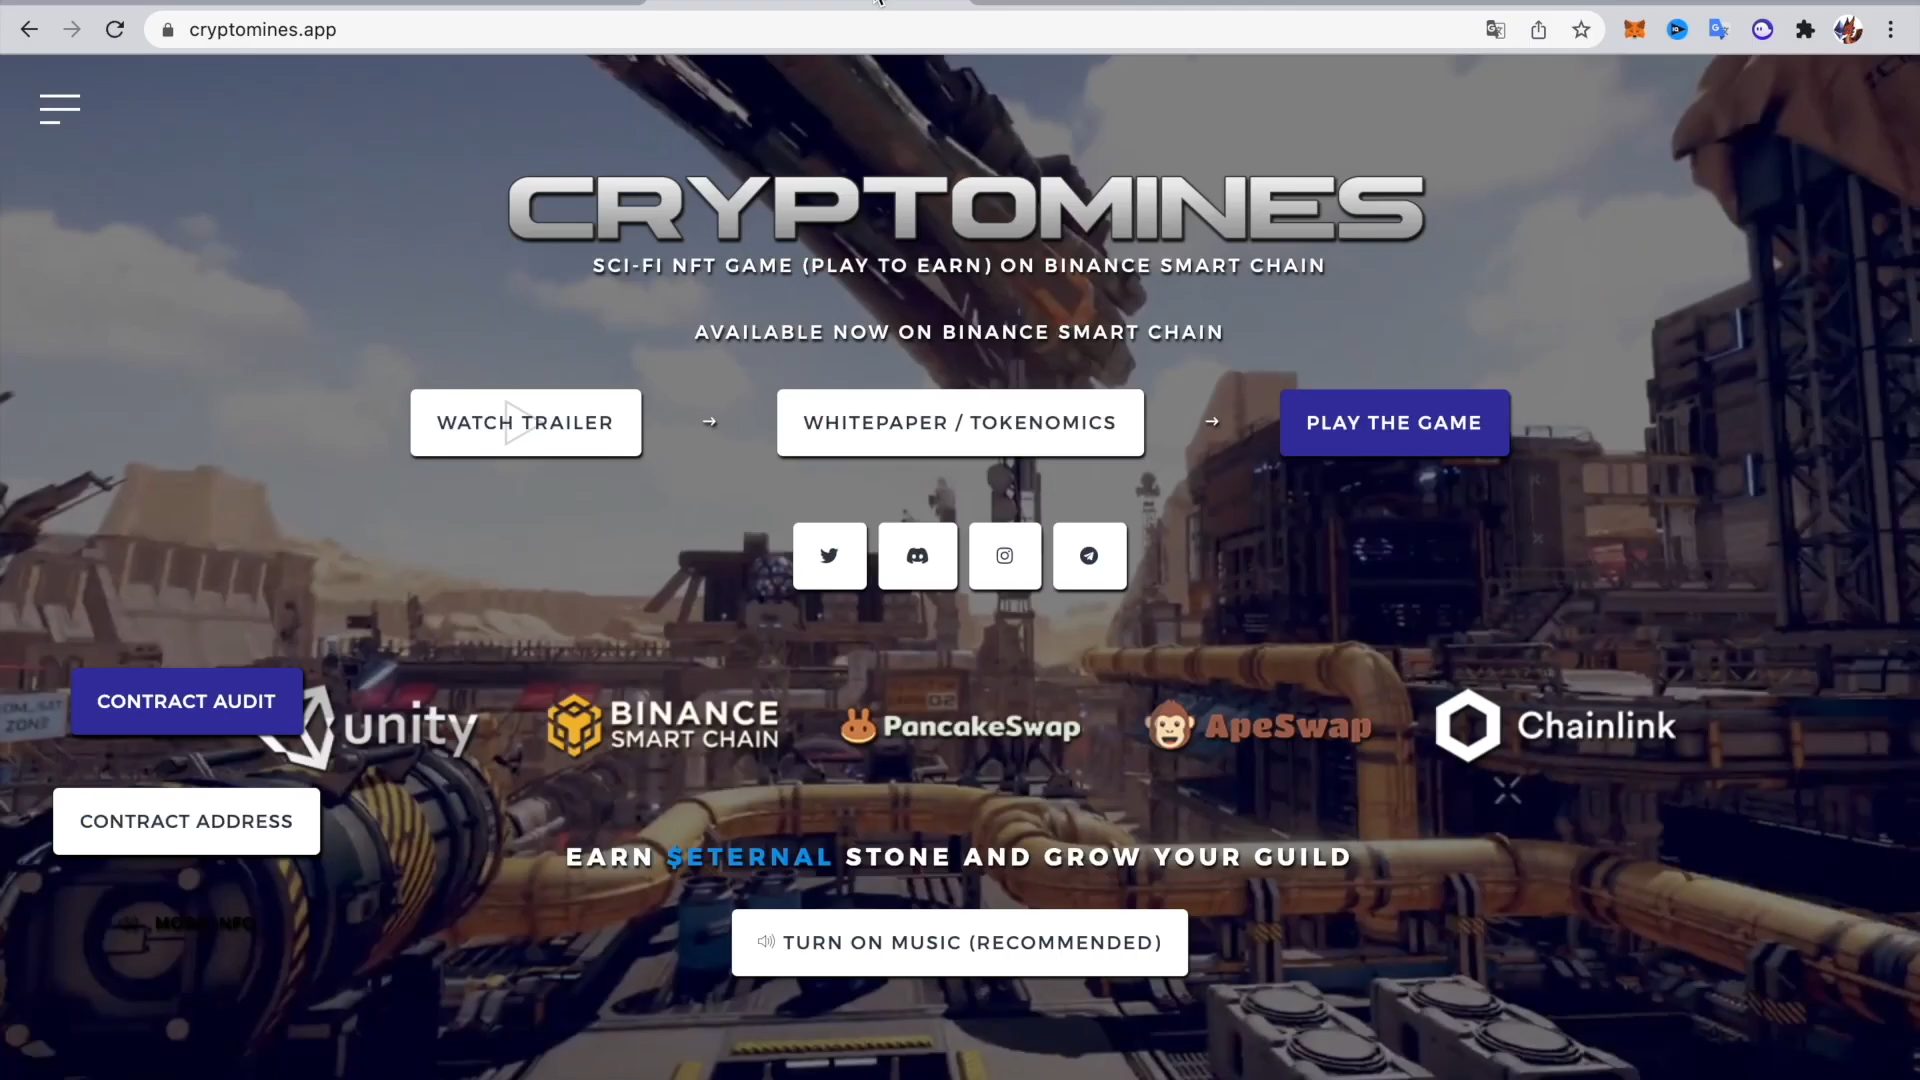 cryptomines.app
CRYPTOMINES
SCI-FI NFT GAME (PLAY TO EARN) ON BINANCE SMART CHAIN
AVAILABLE NOW ON BINANCE SMART CHAIN
WATCH TRAILER → WHITEPAPER / TOKENOMICS → PLAY THE GAME
CONTRACT AUDIT
unity BINANCE SMART CHAIN PancakeSwap ApeSwap Chainlink
CONTRACT ADDRESS
EARN $ETERNAL STONE AND GROW YOUR GUILD
TURN ON MUSIC (RECOMMENDED)